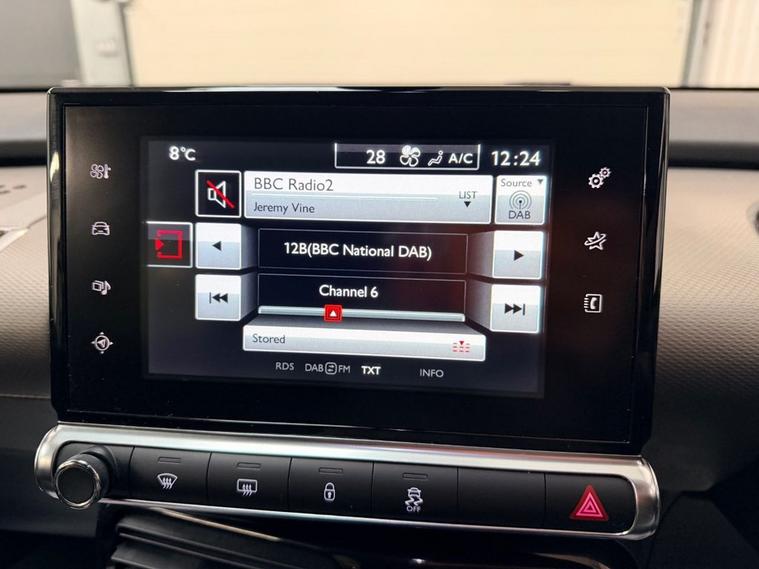 8°C
28 A/C 12:24
BBC Radio2
LIST
Jeremy Vine
Source
DAB
12B(BBC National DAB)
Channel 6
Stored
RDS DAB FM TXT INFO
OFF